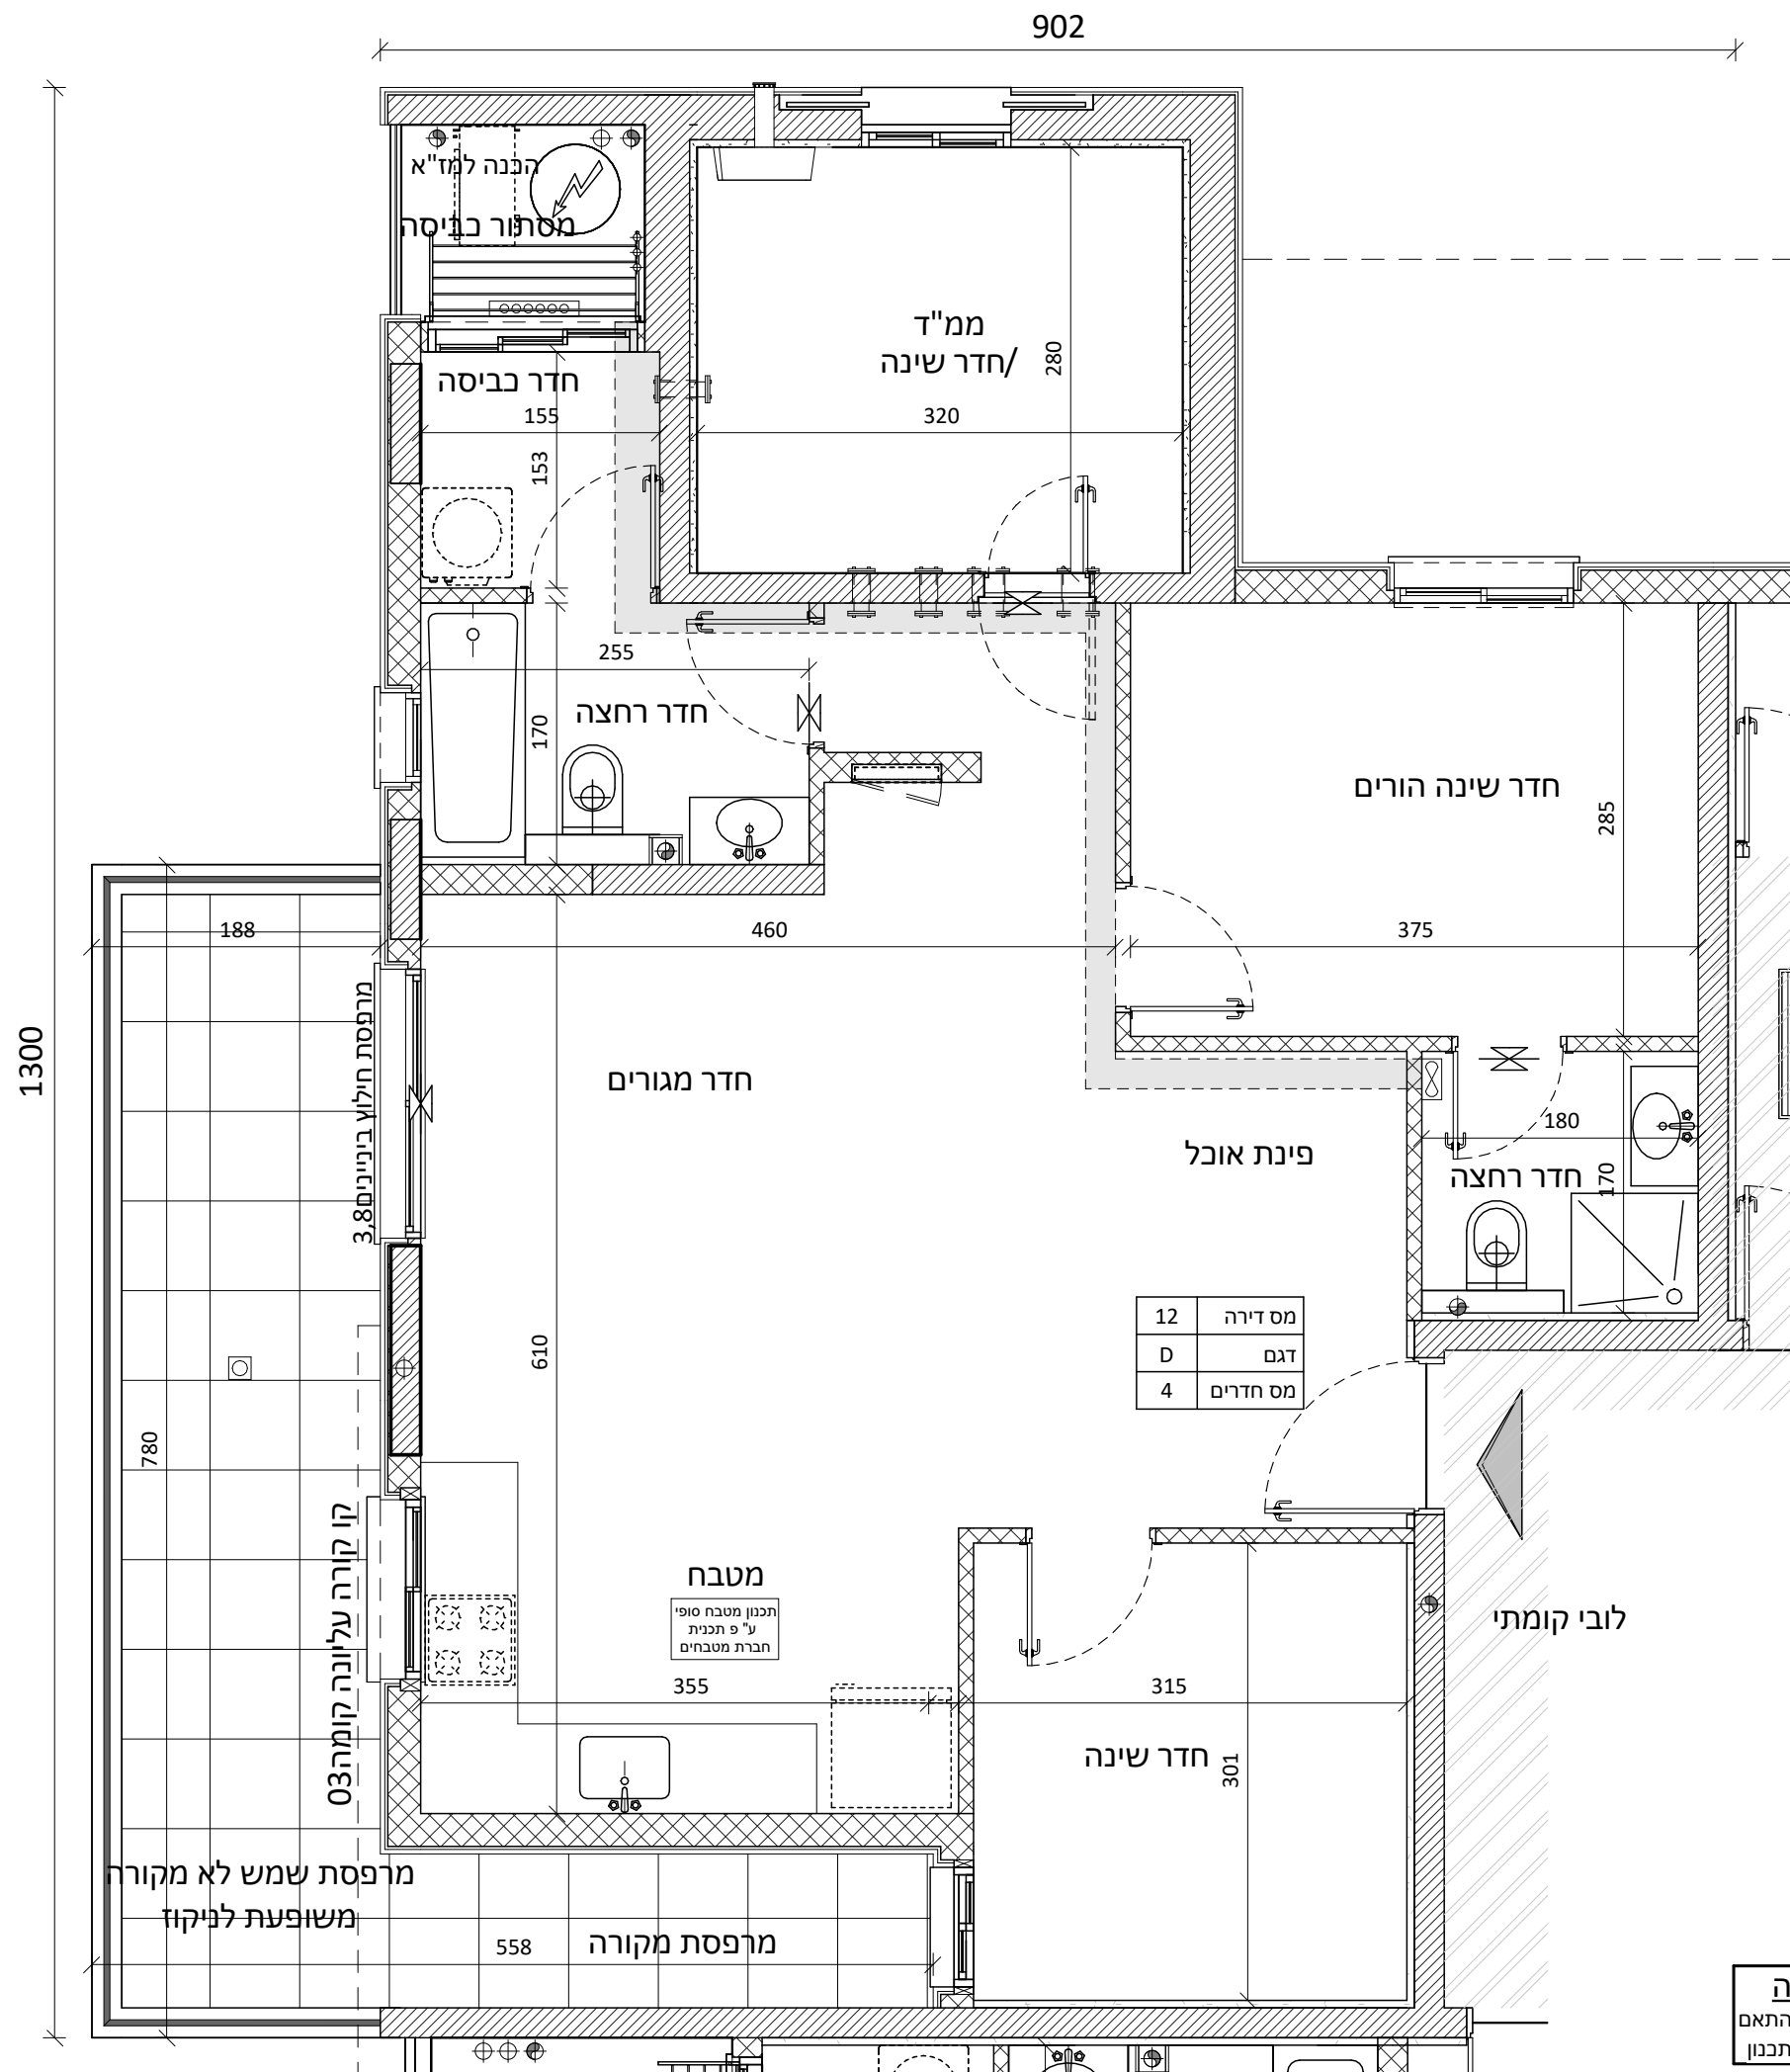 902
הכנה למז"א
מסתור כביסה
ממ"ד
/חדר שינה
280
320
חדר כביסה
155
153
255
חדר רחצה
170
חדר שינה הורים
285
188
460
375
1300
מרפסת חילוץ ביניינים3,8
חדר מגורים
פינת אוכל
180
חדר רחצה
170
מס דירה 12
דגם D
מס חדרים 4
610
780
קו קורה עליונה קומה03
מטבח
תכנון מטבח סופי
ע" פ תכנית
חברת מטבחים
לובי קומתי
355
315
חדר שינה
301
מרפסת שמש לא מקורה
משופעת לניקוז
מרפסת מקורה
558
ה
התאם
תכנון